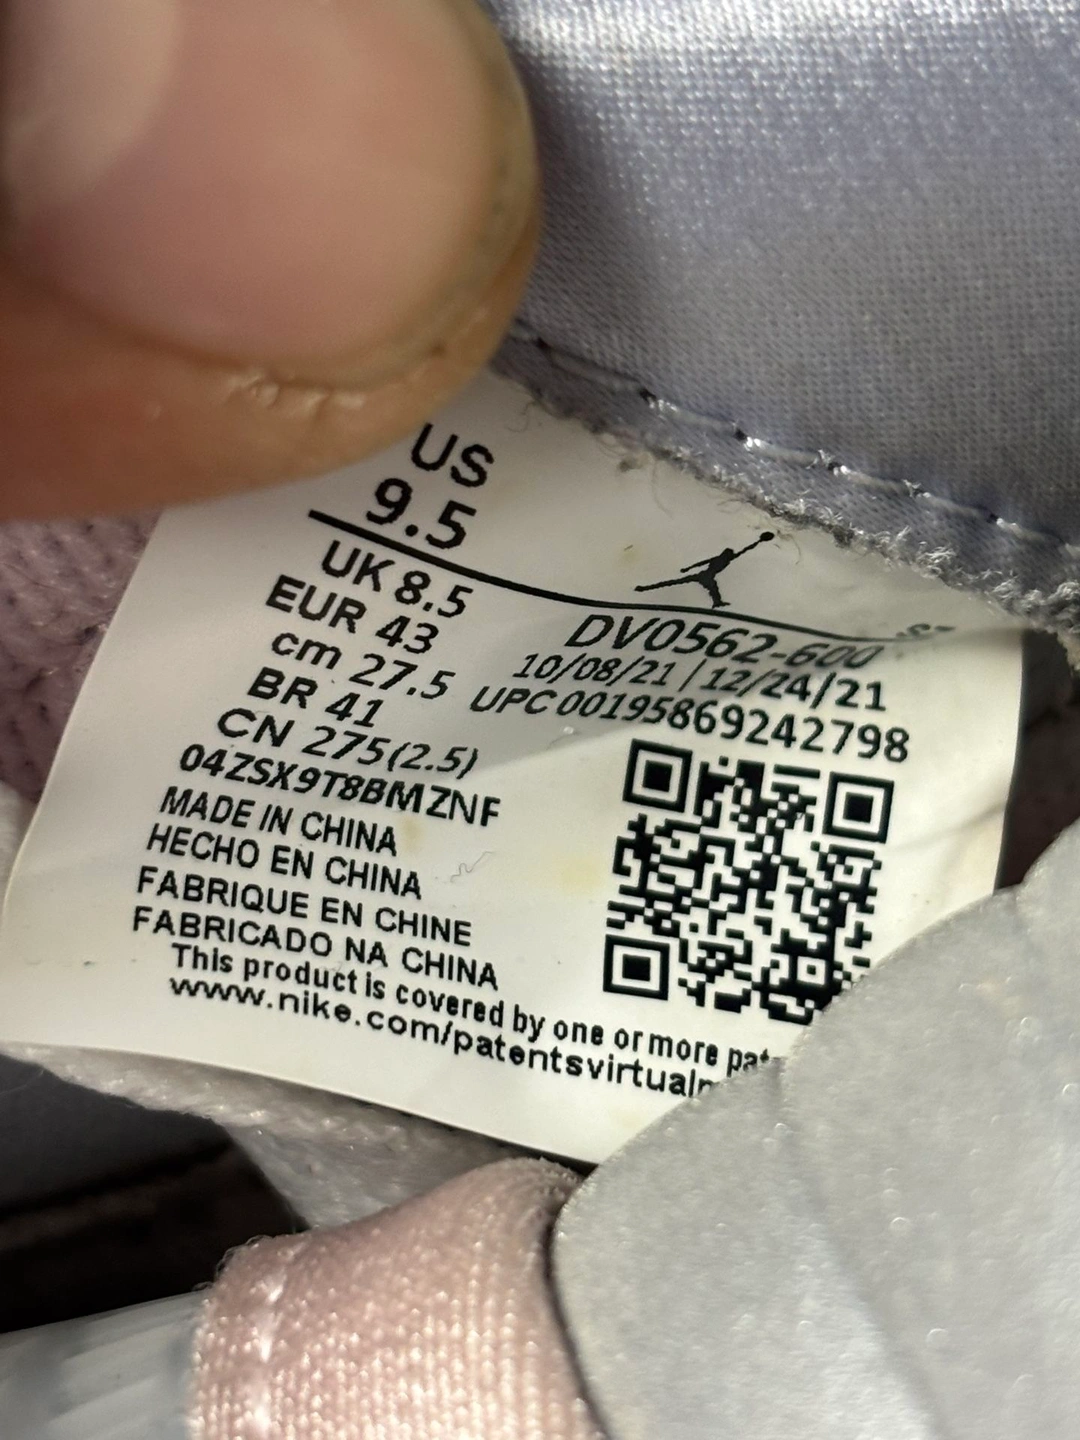 US
9.5
UK 8.5
EUR 43
cm 27.5
BR 41
CN 275(2.5)
04ZSX9T8BMZNF
MADE IN CHINA
HECHO EN CHINA
FABRIQUE EN CHINE
FABRICADO NA CHINA
This product is covered by one or more
www.nike.com/patentsvirtual
DV0562-600
10/08/21 | 12/24/21
UPC 00195869242798